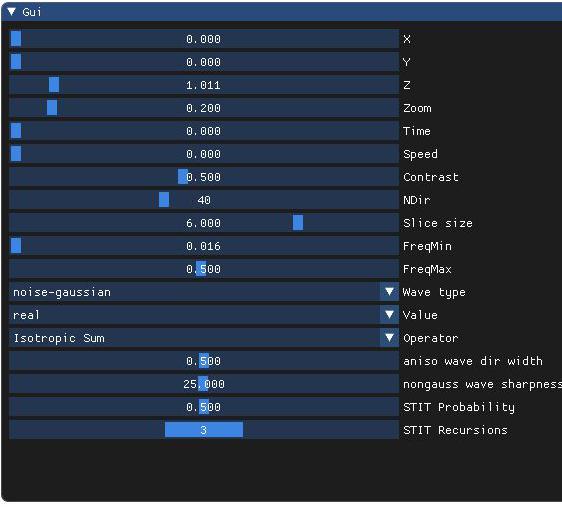 Gui
0.000 X
0.000 Y
1.011 Z
0.200 Zoom
0.000 Time
0.000 Speed
0.500 Contrast
40 NDir
6.000 Slice size
0.016 FreqMin
0.500 FreqMax
noise-gaussian Wave type
real Value
Isotropic Sum Operator
0.500 aniso wave dir width
25.000 nongauss wave sharpness
0.500 STIT Probability
3 STIT Recursions